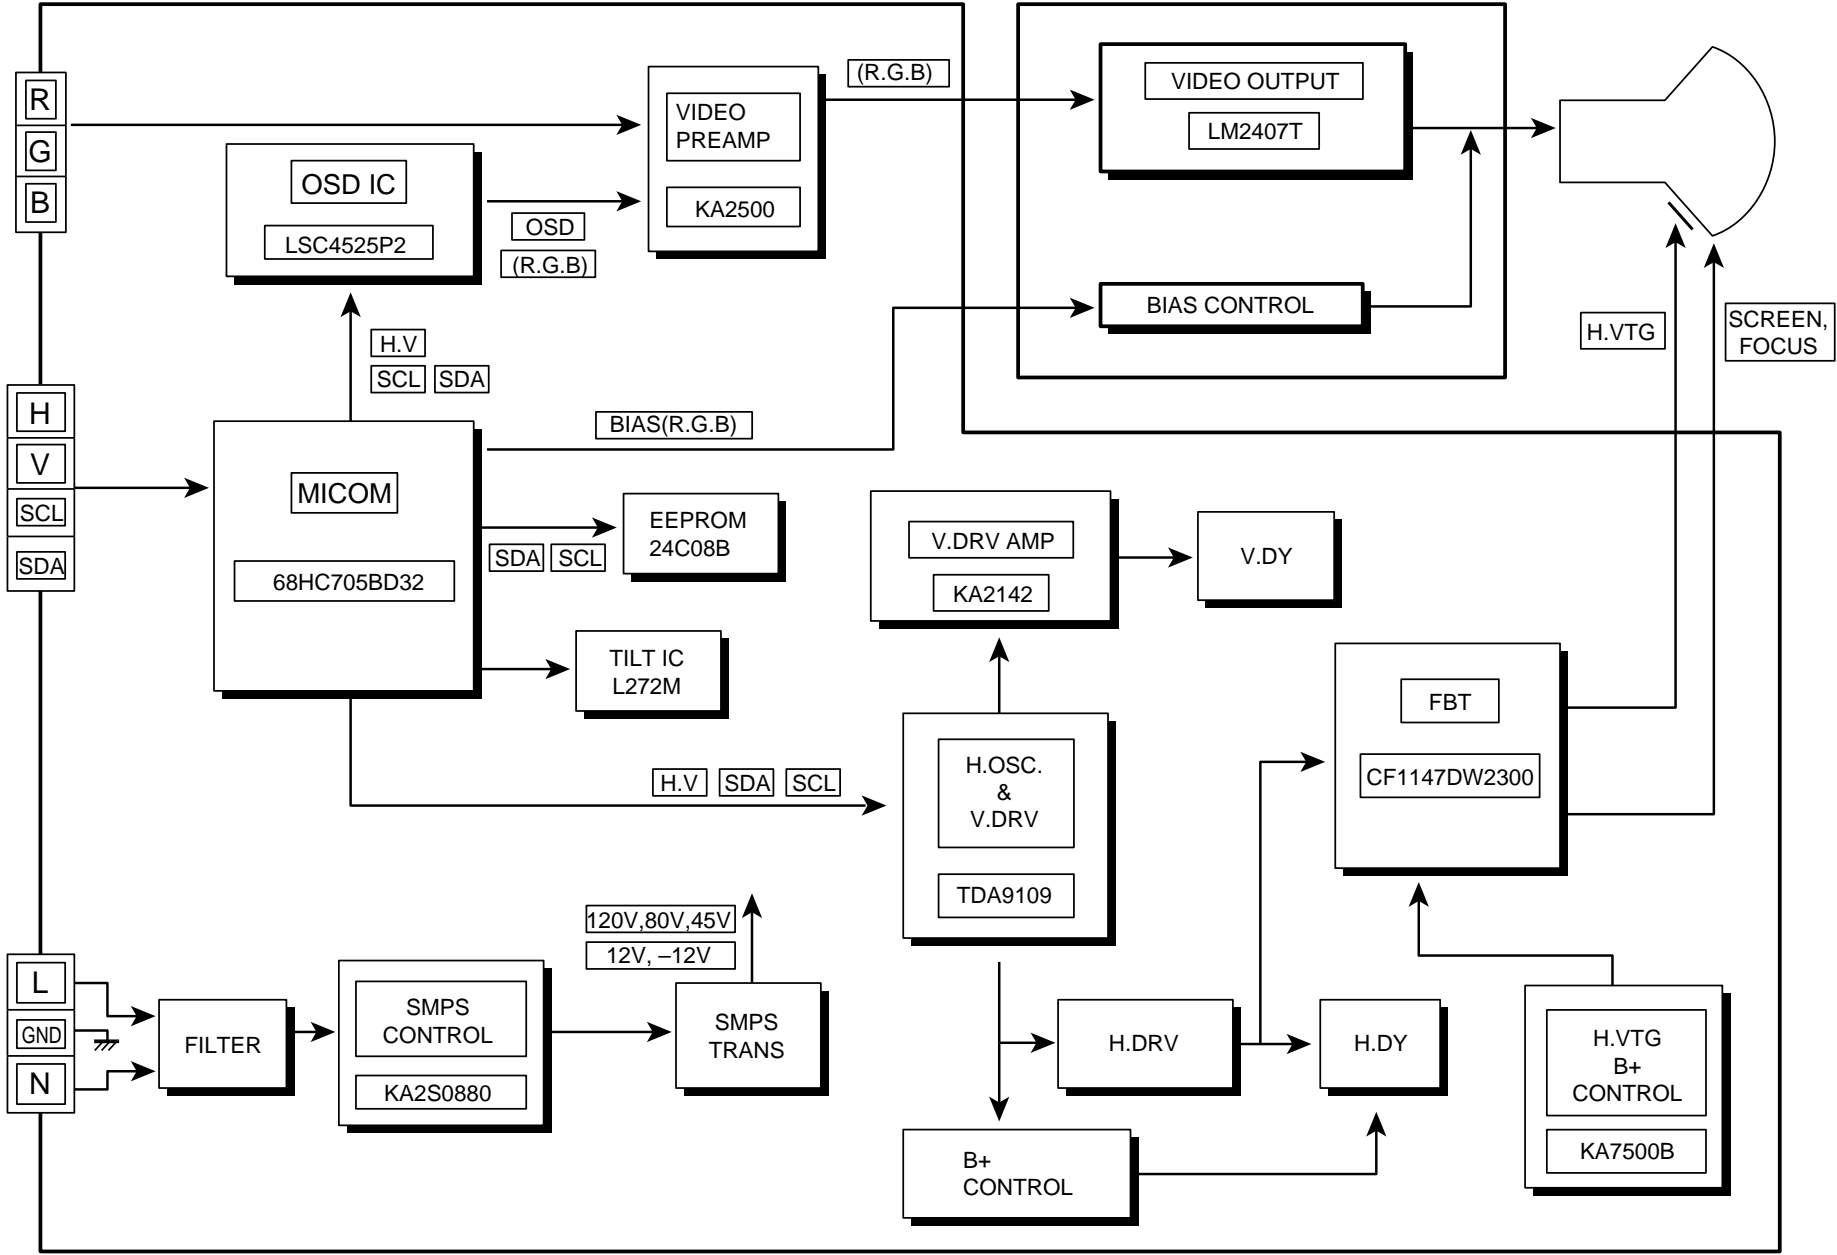 R
G
B
OSD IC
LSC4525P2
OSD
(R.G.B)
VIDEO
PREAMP
KA2500
(R.G.B)
VIDEO OUTPUT
LM2407T
BIAS CONTROL
H.VTG
SCREEN,
FOCUS
H.V
SCL SDA
H
V
SCL
SDA
MICOM
68HC705BD32
BIAS(R.G.B)
SDA SCL
EEPROM
24C08B
TILT IC
L272M
H.V SDA SCL
V.DRV AMP
KA2142
V.DY
H.OSC.
&
V.DRV
TDA9109
FBT
CF1147DW2300
L
GND
N
FILTER
SMPS
CONTROL
KA2S0880
120V,80V,45V
12V, –12V
SMPS
TRANS
H.DRV
H.DY
B+
CONTROL
H.VTG
B+
CONTROL
KA7500B